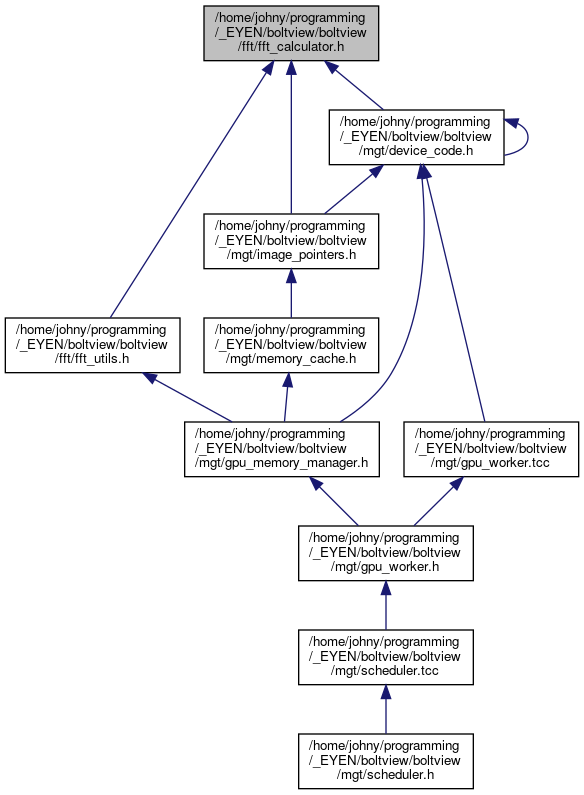 /home/johny/programming
/_EYEN/boltview/boltview
/fft/fft_calculator.h
/home/johny/programming
/_EYEN/boltview/boltview
/mgt/device_code.h
/home/johny/programming
/_EYEN/boltview/boltview
/mgt/image_pointers.h
/home/johny/programming
/_EYEN/boltview/boltview
/fft/fft_utils.h
/home/johny/programming
/_EYEN/boltview/boltview
/mgt/memory_cache.h
/home/johny/programming
/_EYEN/boltview/boltview
/mgt/gpu_memory_manager.h
/home/johny/programming
/_EYEN/boltview/boltview
/mgt/gpu_worker.tcc
/home/johny/programming
/_EYEN/boltview/boltview
/mgt/gpu_worker.h
/home/johny/programming
/_EYEN/boltview/boltview
/mgt/scheduler.tcc
/home/johny/programming
/_EYEN/boltview/boltview
/mgt/scheduler.h